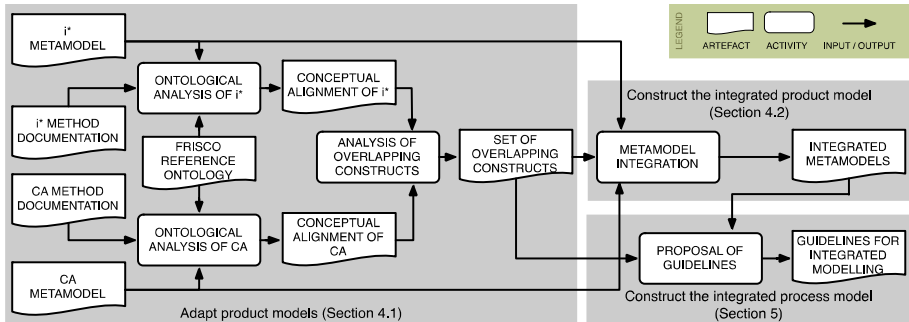 i*
METAMODEL
LEGEND
ARTEFACT
ACTIVITY
INPUT / OUTPUT
ONTOLOGICAL
ANALYSIS OF i*
CONCEPTUAL
ALIGNMENT OF i*
Construct the integrated product model
(Section 4.2)
i* METHOD
DOCUMENTATION
FRISCO
REFERENCE
ONTOLOGY
ANALYSIS OF
OVERLAPPING
CONSTRUCTS
SET OF
OVERLAPPING
CONSTRUCTS
METAMODEL
INTEGRATION
INTEGRATED
METAMODELS
CA METHOD
DOCUMENTATION
ONTOLOGICAL
ANALYSIS OF CA
CONCEPTUAL
ALIGNMENT OF
CA
PROPOSAL OF
GUIDELINES
GUIDELINES FOR
INTEGRATED
MODELLING
CA
METAMODEL
Adapt product models (Section 4.1)
Construct the integrated process model
(Section 5)